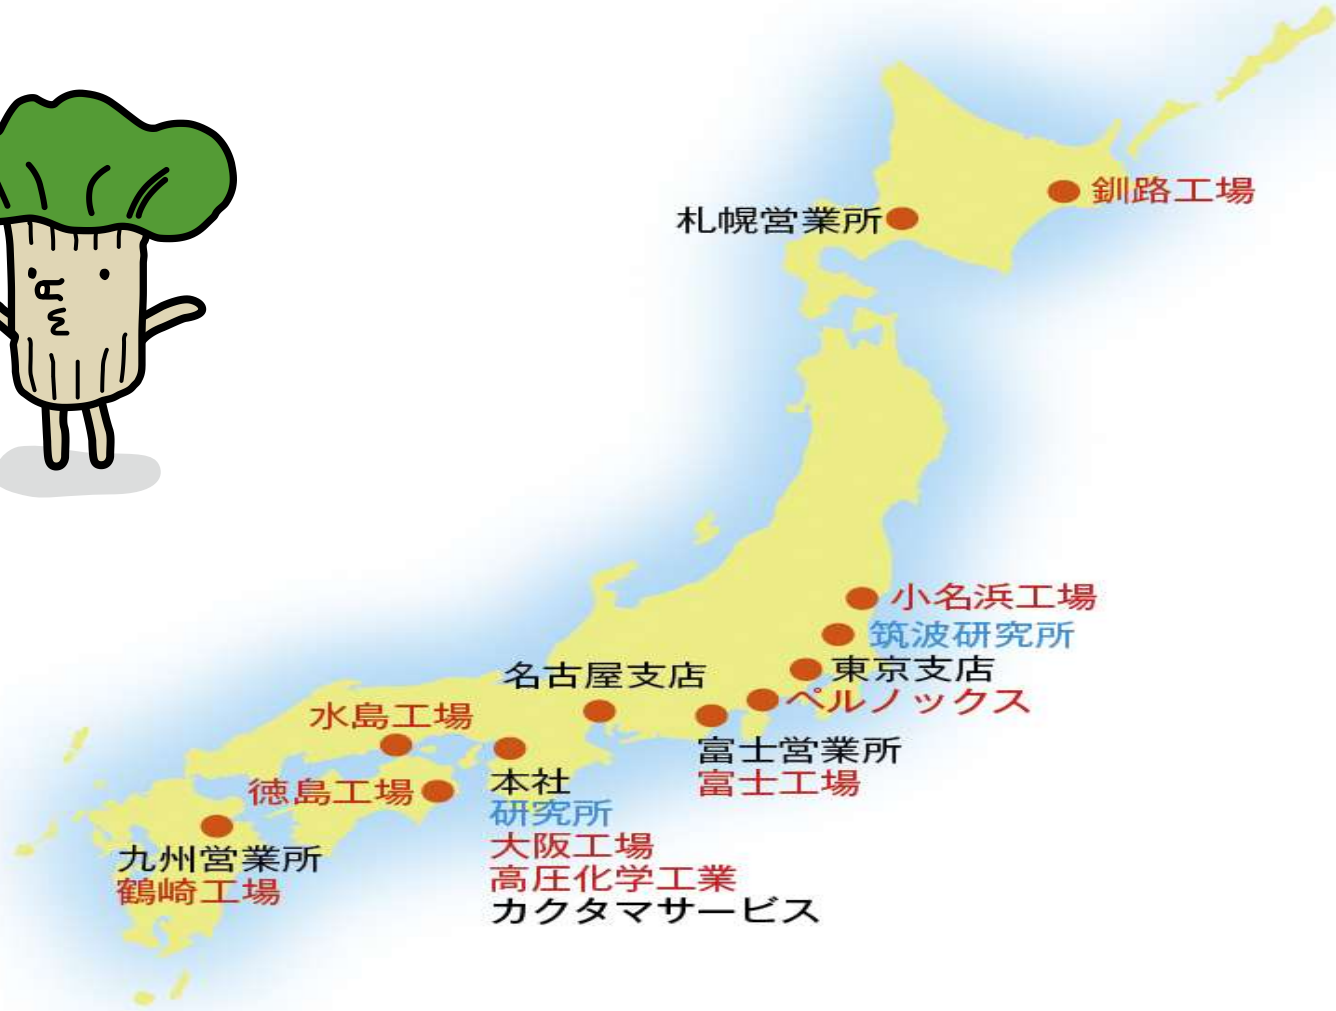 釧路工場
札幌営業所
小名浜工場
筑波研究所
東京支店
ペルノックス
名古屋支店
富士営業所
富士工場
水島工場
徳島工場
本社
研究所
大阪工場
高圧化学工業
カクタマサービス
九州営業所
鶴崎工場